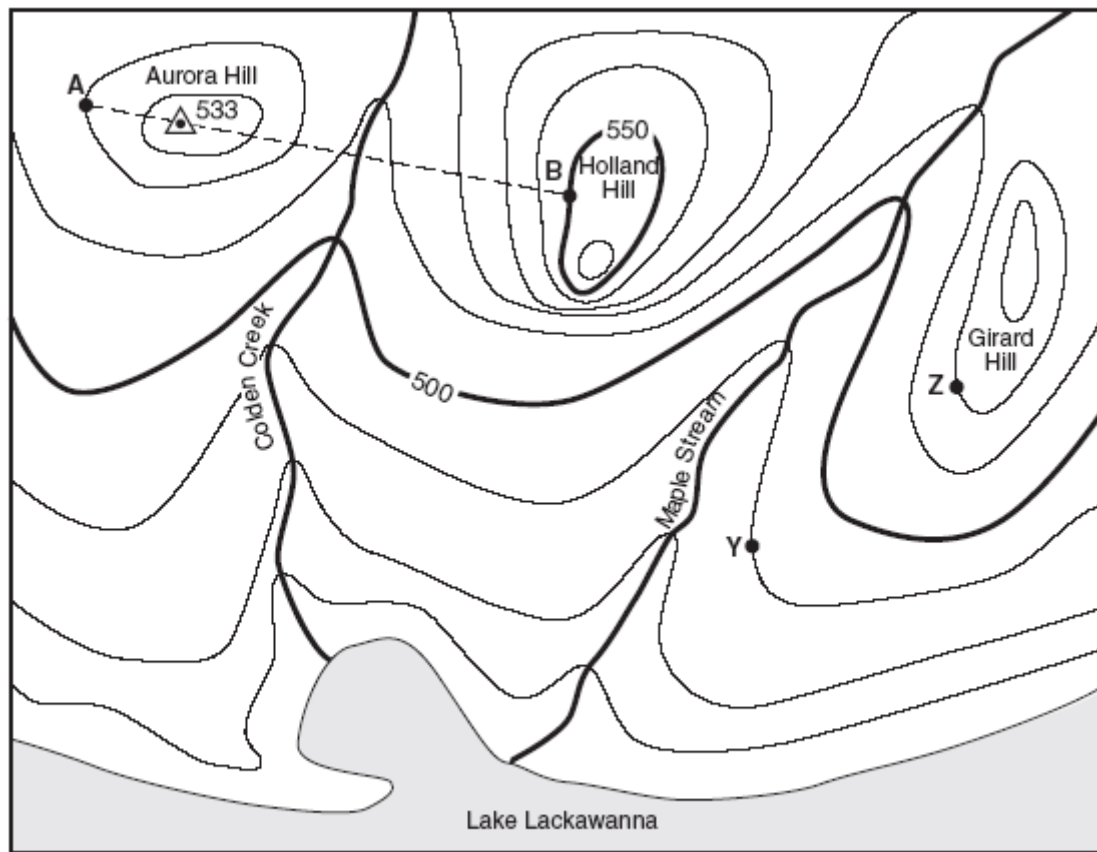 A
Aurora Hill
533
550
B
Holland
Hill
Colden Creek
500
Girard
Hill
Z
Maple Stream
Y
Lake Lackawanna